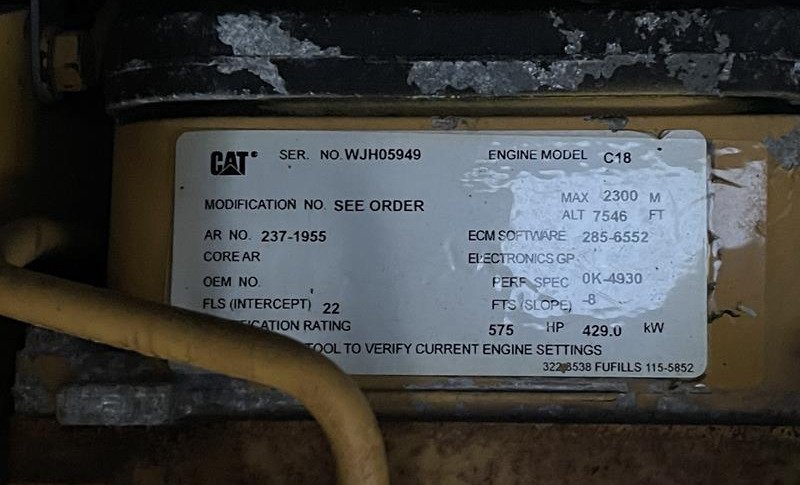 CAT® SER. NO. WJH05949 ENGINE MODEL C18
MODIFICATION NO. SEE ORDER MAX 2300 M
ALT 7546 FT
AR NO. 237-1955 ECM SOFTWARE 285-6552
CORE AR ELECTRONICS GP
OEM NO. PERF SPEC 0K-4930
FLS (INTERCEPT) 22 FTS (SLOPE) -8
RATING 575 HP 429.0 kW
TOOL TO VERIFY CURRENT ENGINE SETTINGS
FUFILLS 115-5852